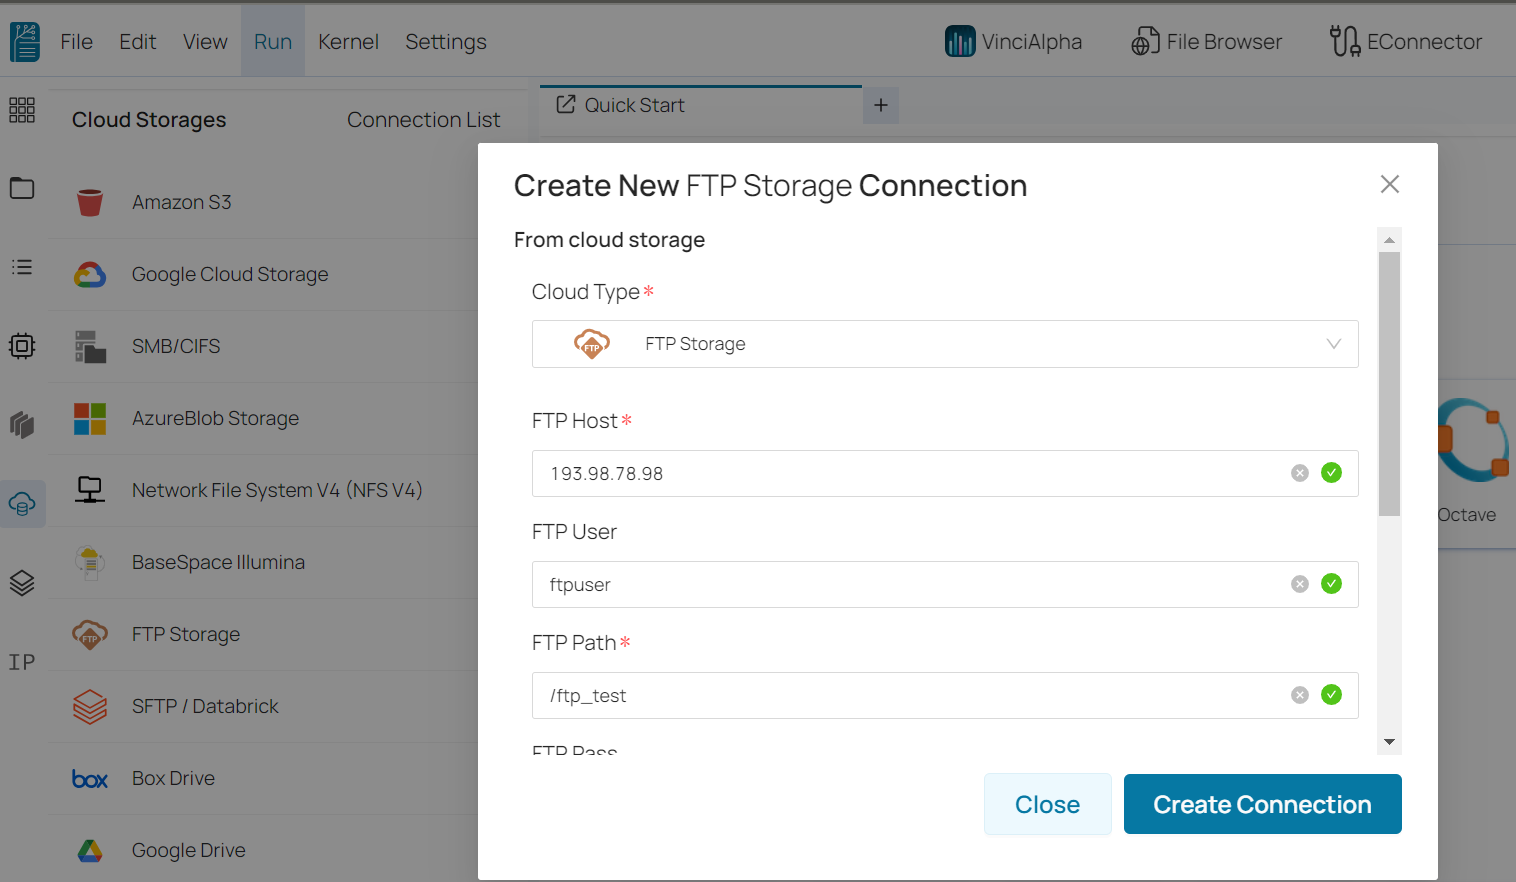 File Edit View Run Kernel Settings VinciAlpha File Browser EConnector
Cloud Storages Connection List
Quick Start +
Amazon S3
Google Cloud Storage
SMB/CIFS
AzureBlob Storage
Network File System V4 (NFS V4)
BaseSpace Illumina
FTP
FTP Storage
SFTP / Databrick
box Box Drive
Google Drive
IP
Octave
Create New FTP Storage Connection
From cloud storage
Cloud Type*
FTP FTP Storage
FTP Host*
193.98.78.98
FTP User
ftpuser
FTP Path*
/ftp_test
FTP Pass
Close Create Connection